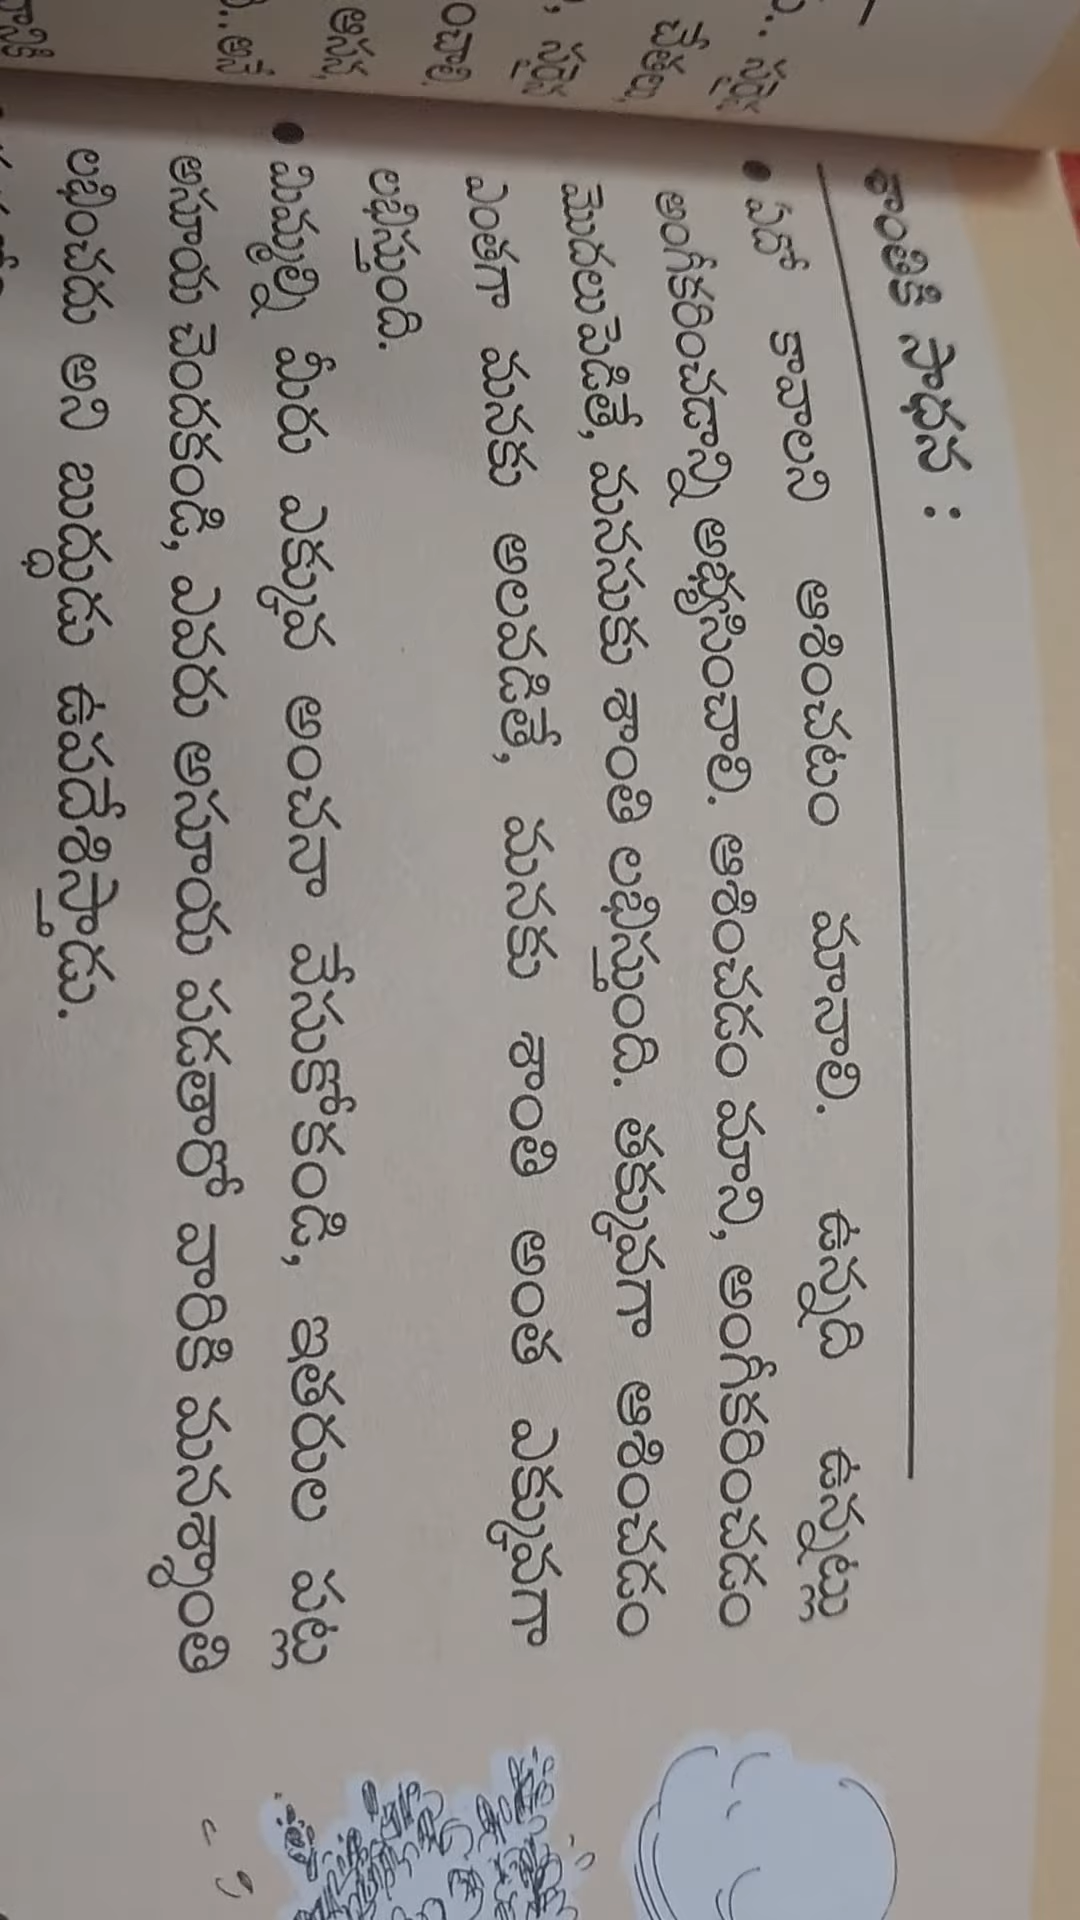 శాంతికి సాధన :
• ఏదో కావాలని ఆశించటం మానాలి. ఉన్నది ఉన్నట్లు
అంగీకరించడాన్ని అభ్యసించాలి. ఆశించడం మాని, అంగీకరించడం
మొదలుపెడితే, మనసుకు శాంతి లభిస్తుంది. తక్కువగా ఆశించడం
ఎంతగా మనకు అలవడితే, మనకు శాంతి అంత ఎక్కువగా
లభిస్తుంది.
• మిమ్మల్ని మీరు ఎక్కువ అంచనా వేసుకోకండి, ఇతరుల పట్ల
అసూయ చెందకండి, ఎవరు అసూయ పడతారో వారికి మనశ్శాంతి
లభించదు అని బుద్ధుడు ఉపదేశిస్తాడు.